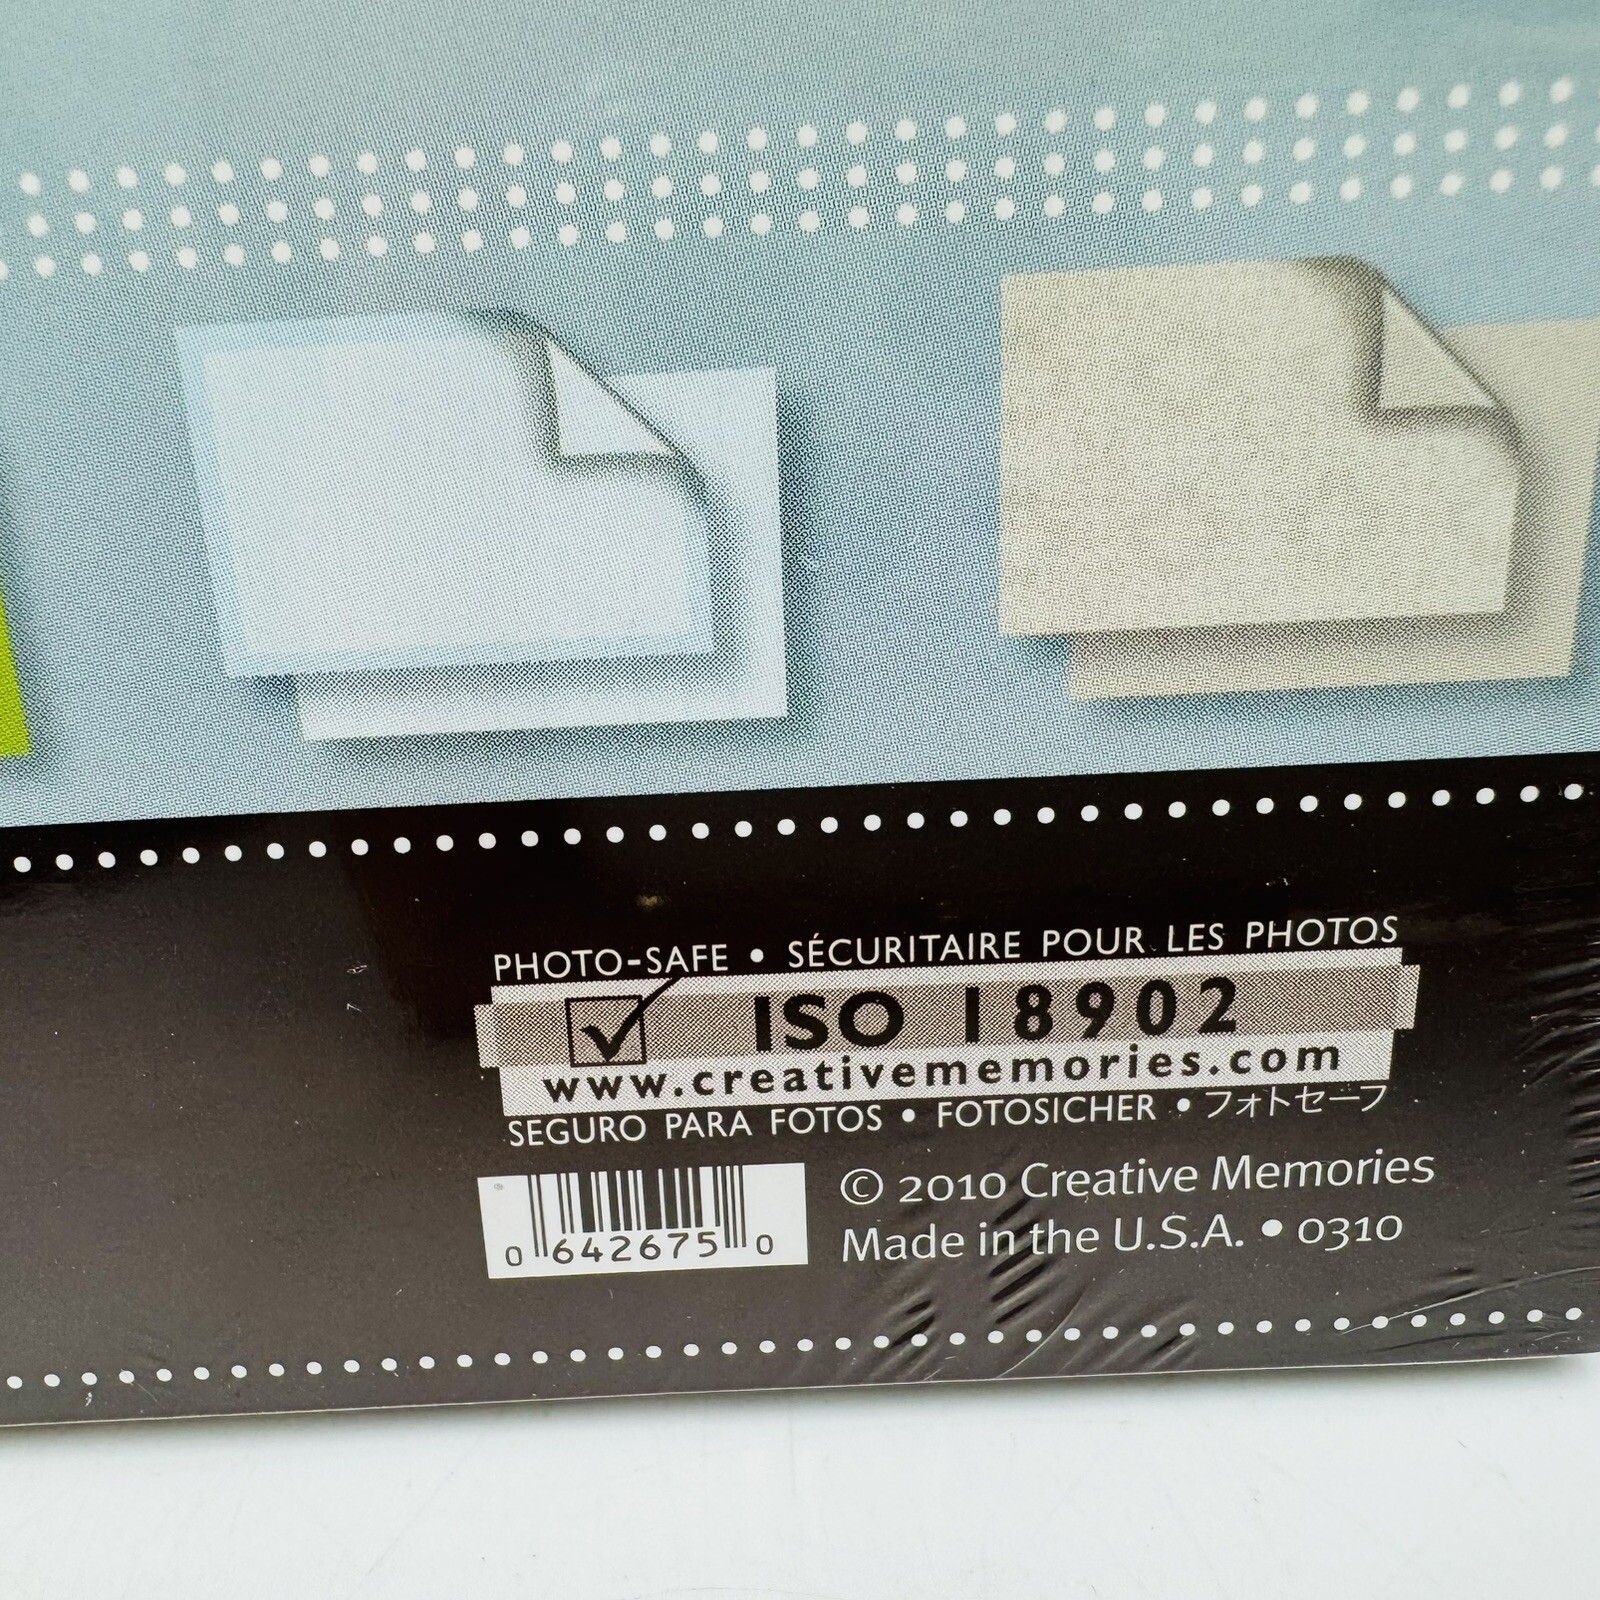 PHOTO-SAFE • SÉCURITAIRE POUR LES PHOTOS
ISO 18902
www.creativememories.com
SEGURO PARA FOTOS • FOTOSICHER • フォトセーフ
0 642675 0
© 2010 Creative Memories
Made in the U.S.A. • 0310